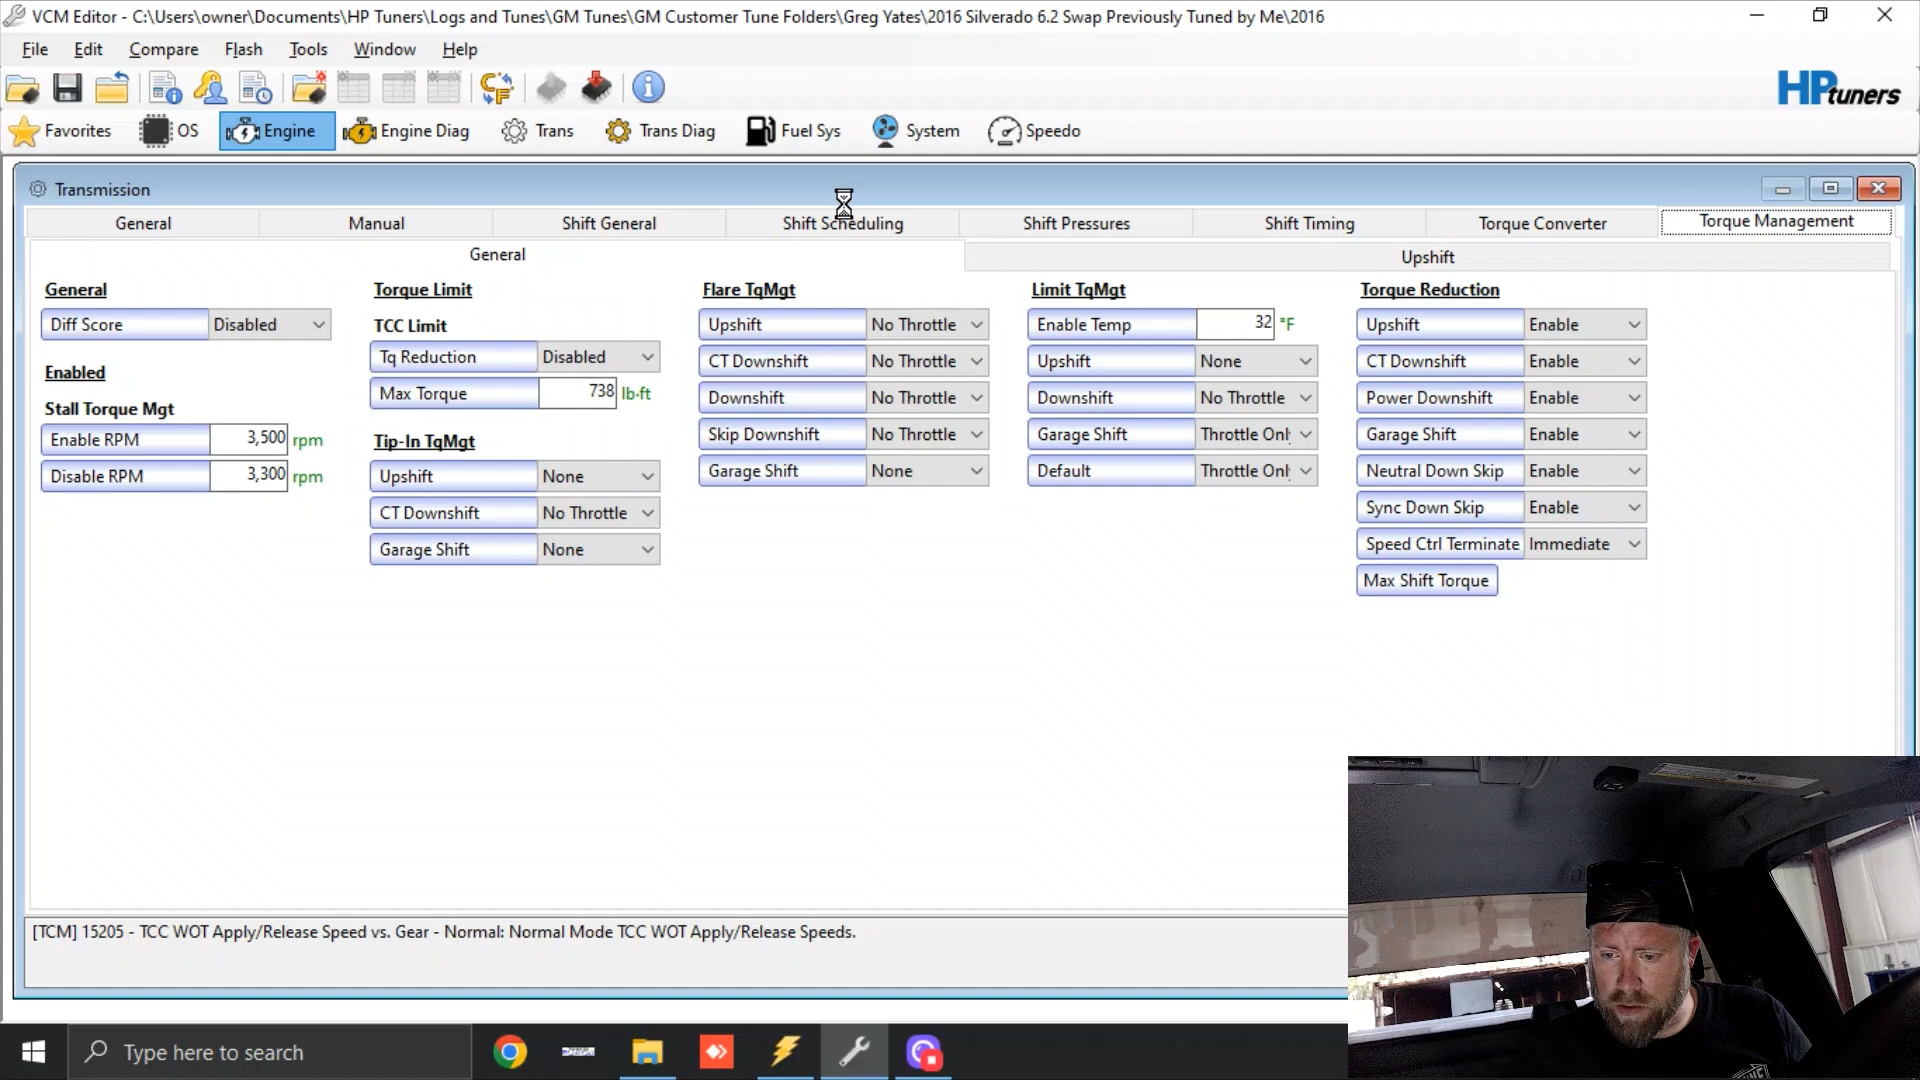 VCM Editor - C:\Users\owner\Documents\HP Tuners\Logs and Tunes\GM Tunes\GM Customer Tune Folders\Greg Yates\2016 Silverado 6.2 Swap Previously Tuned by Me\2016
File Edit Compare Flash Tools Window Help
HP tuners
Favorites OS Engine Engine Diag Trans Trans Diag Fuel Sys System Speedo
Transmission
General Manual Shift General Shift Scheduling Shift Pressures Shift Timing Torque Converter Torque Management
General Upshift
General
Diff Score Disabled
Enabled
Stall Torque Mgt
Enable RPM 3,500 rpm
Disable RPM 3,300 rpm
Torque Limit
TCC Limit
Tq Reduction Disabled
Max Torque 738 lb·ft
Tip-In TqMgt
Upshift None
CT Downshift No Throttle
Garage Shift None
Flare TqMgt
Upshift No Throttle
CT Downshift No Throttle
Downshift No Throttle
Skip Downshift No Throttle
Garage Shift None
Limit TqMgt
Enable Temp 32 °F
Upshift None
Downshift No Throttle
Garage Shift Throttle Onl
Default Throttle Onl
Torque Reduction
Upshift Enable
CT Downshift Enable
Power Downshift Enable
Garage Shift Enable
Neutral Down Skip Enable
Sync Down Skip Enable
Speed Ctrl Terminate Immediate
Max Shift Torque
[TCM] 15205 - TCC WOT Apply/Release Speed vs. Gear - Normal: Normal Mode TCC WOT Apply/Release Speeds.
Type here to search